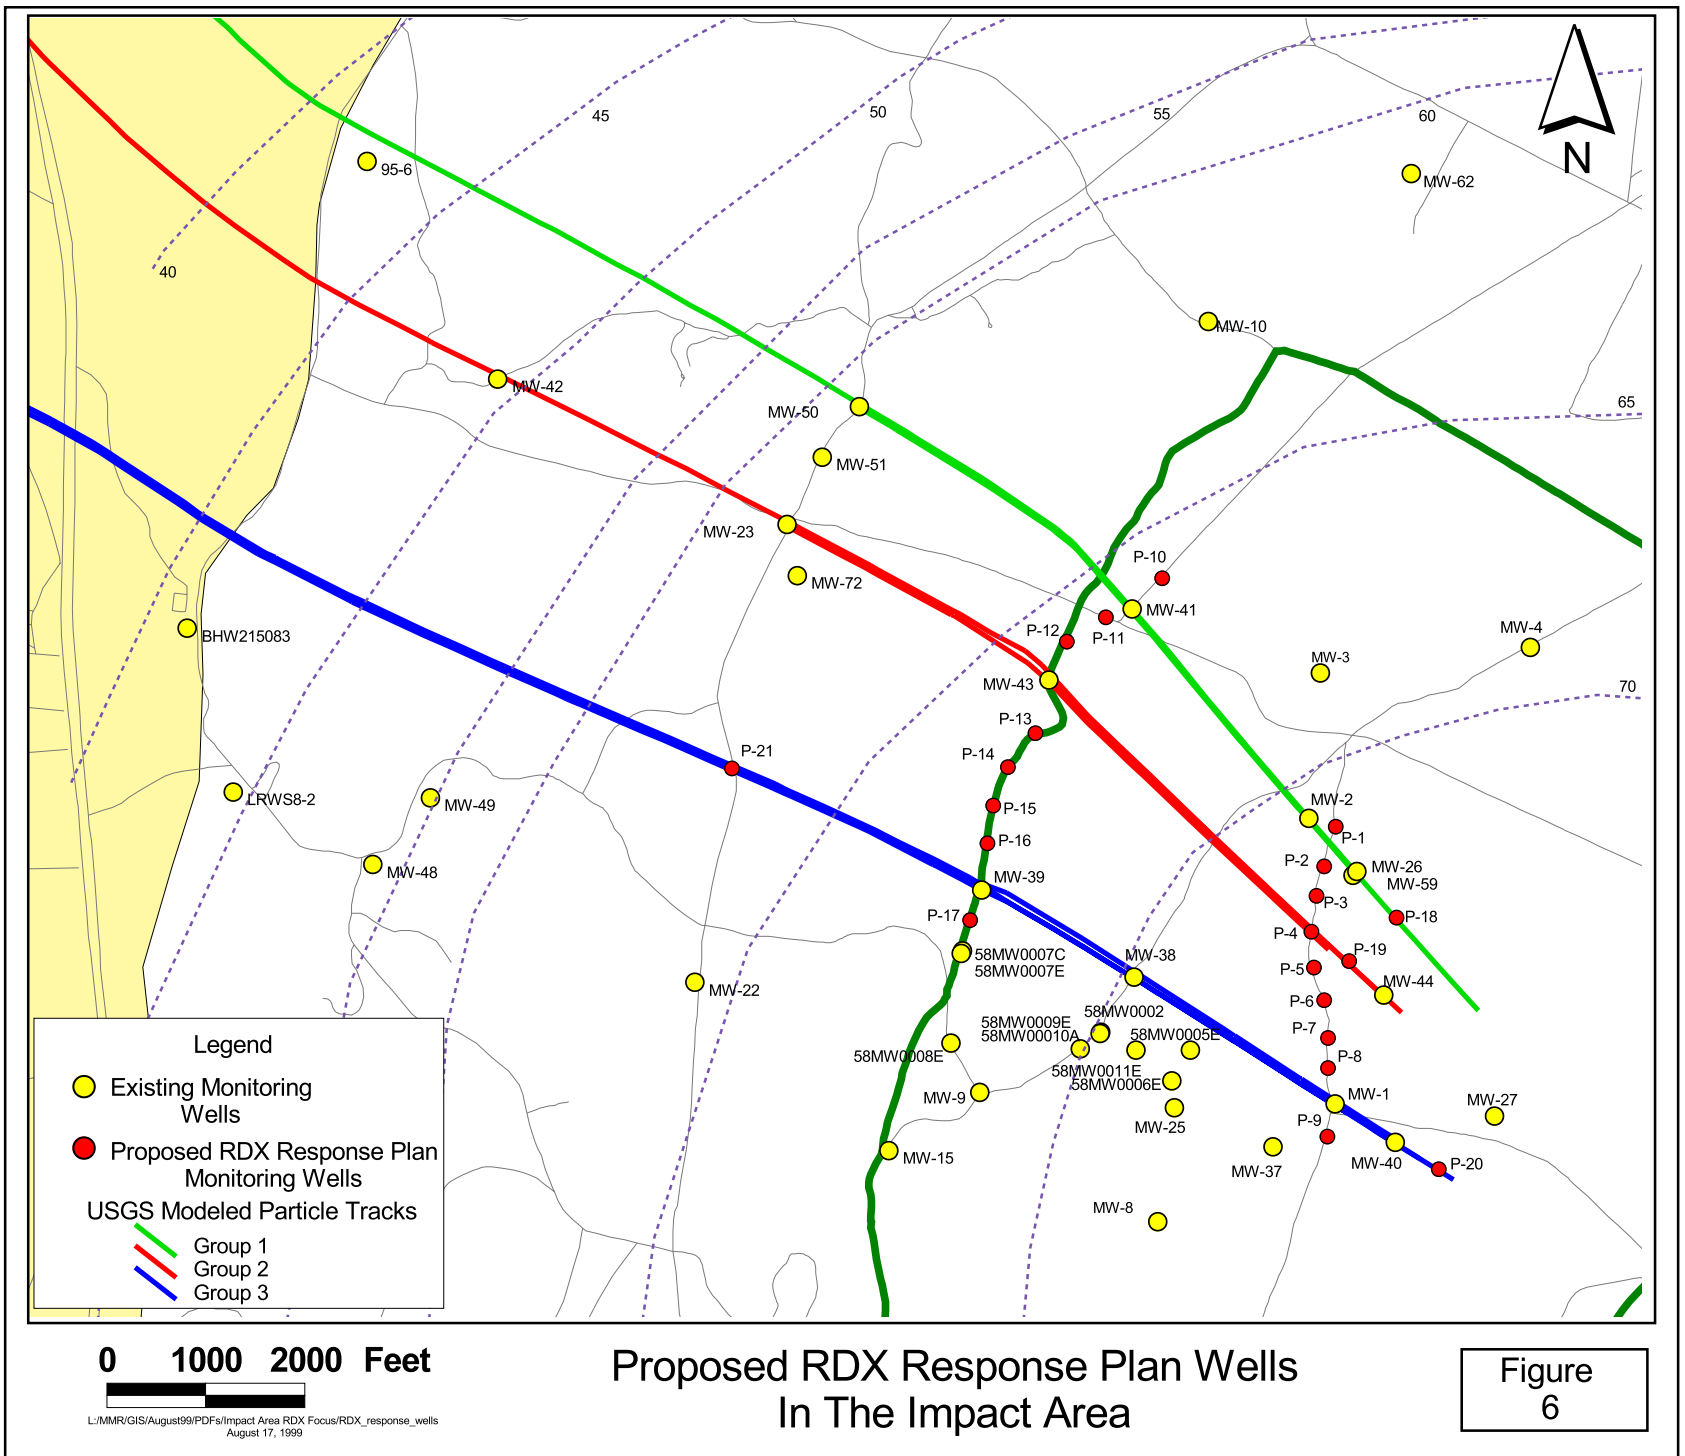 45
50
55
60
N
95-6
MW-62
40
MW-10
MW-42
MW-50
65
MW-51
MW-23
P-10
MW-72
MW-41
P-12
P-11
MW-4
BHW215083
MW-3
MW-43
70
P-13
P-14
P-21
LRWS8-2
MW-49
P-15
MW-2
P-1
P-16
P-2
MW-26
MW-48
MW-39
MW-59
P-3
P-17
P-18
P-4
58MW0007C
MW-38
P-19
58MW0007E
P-5
MW-22
MW-44
P-6
58MW0002
58MW0009E
58MW00010A
58MW0005E
P-7
58MW0008E
P-8
58MW0011E
58MW0006E
MW-9
MW-1
MW-27
MW-25
P-9
MW-15
MW-37
MW-40
P-20
MW-8
Legend
Existing Monitoring
Wells
Proposed RDX Response Plan
Monitoring Wells
USGS Modeled Particle Tracks
Group 1
Group 2
Group 3
0 1000 2000 Feet
L:/MMR/GIS/August99/PDFs/Impact Area RDX Focus/RDX_response_wells
August 17, 1999
Proposed RDX Response Plan Wells
In The Impact Area
Figure
6